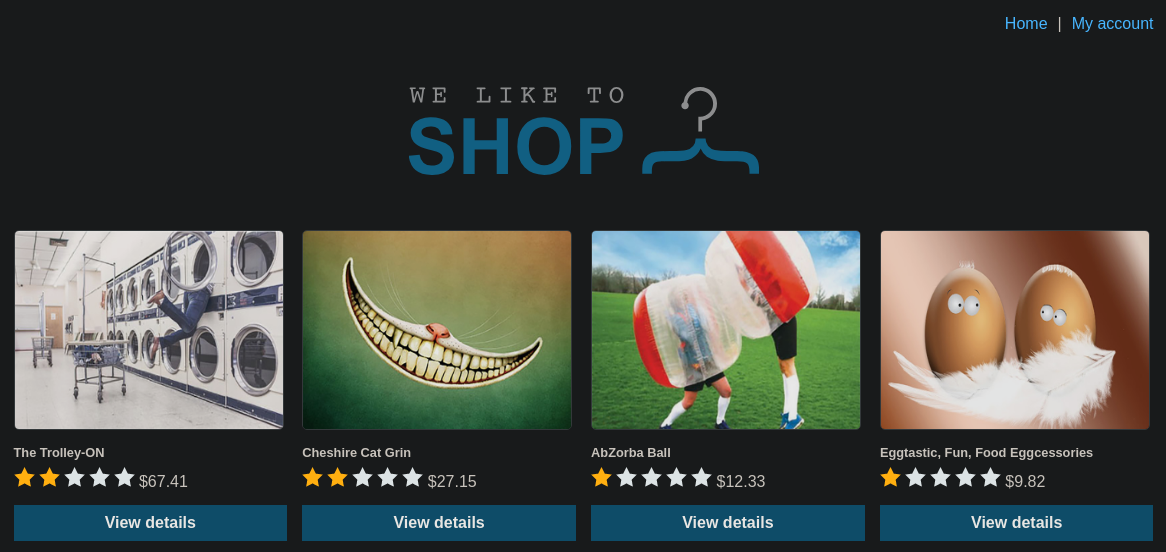 Home | My account
WE LIKE TO
SHOP
The Trolley-ON
$67.41
View details
Cheshire Cat Grin
$27.15
View details
AbZorba Ball
$12.33
View details
Eggtastic, Fun, Food Eggcessories
$9.82
View details